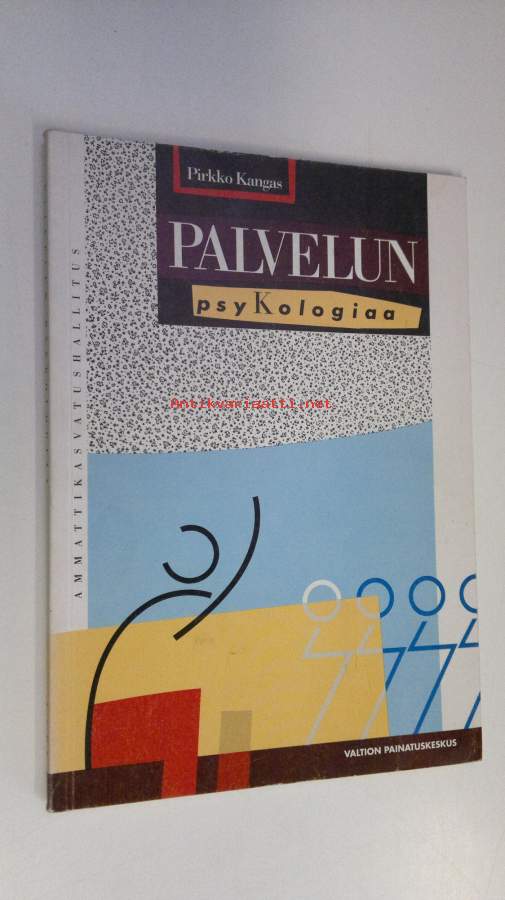 Pirkko Kangas
PALVELUN
psyKologiaa
AMMATTIKASVATUSHALLITUS
Antikvariaatti.net
VALTION PAINATUSKESKUS